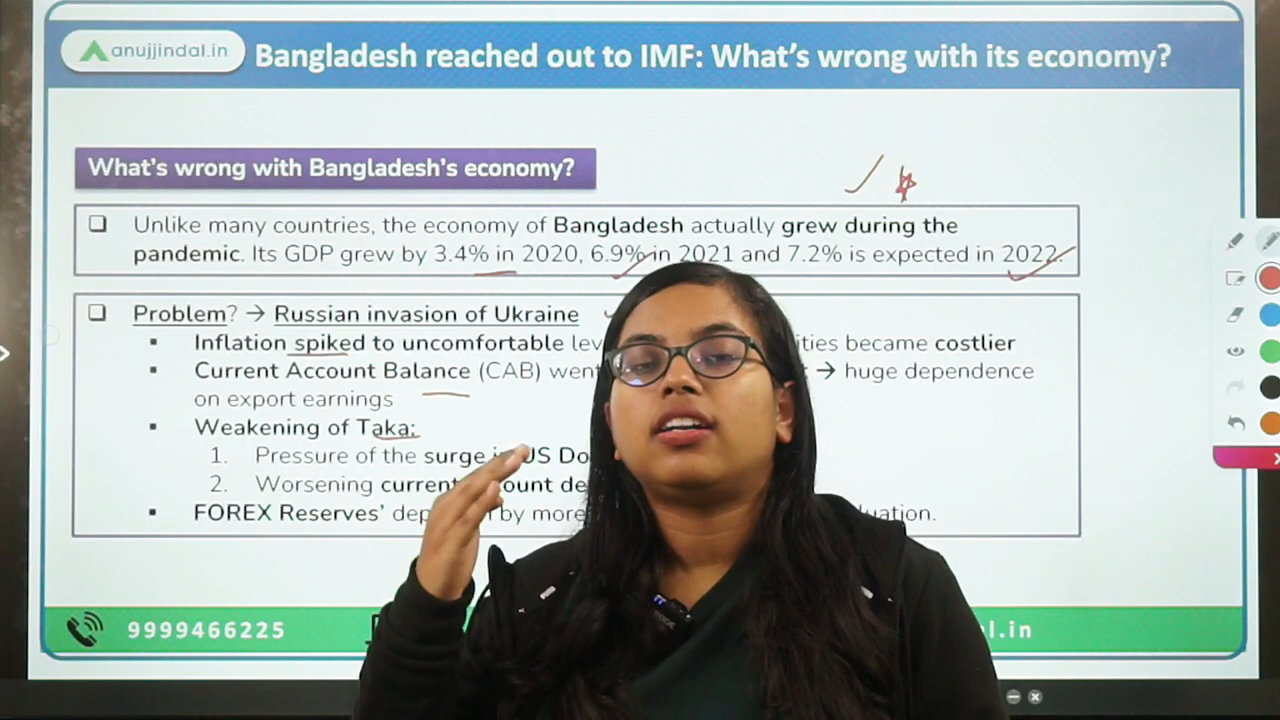 anujjindal.in
Bangladesh reached out to IMF: What's wrong with its economy?
What's wrong with Bangladesh's economy?
❑ Unlike many countries, the economy of Bangladesh actually grew during the
pandemic. Its GDP grew by 3.4% in 2020, 6.9% in 2021 and 7.2% is expected in 2022.
❑ Problem? → Russian invasion of Ukraine
▪ Inflation spiked to uncomfortable became costlier
▪ Current Account Balance (CAB) went → huge dependence
on export earnings
▪ Weakening of Taka:
1. Pressure of the surge in US
2. Worsening current
▪ FOREX Reserves' by more
9999466225